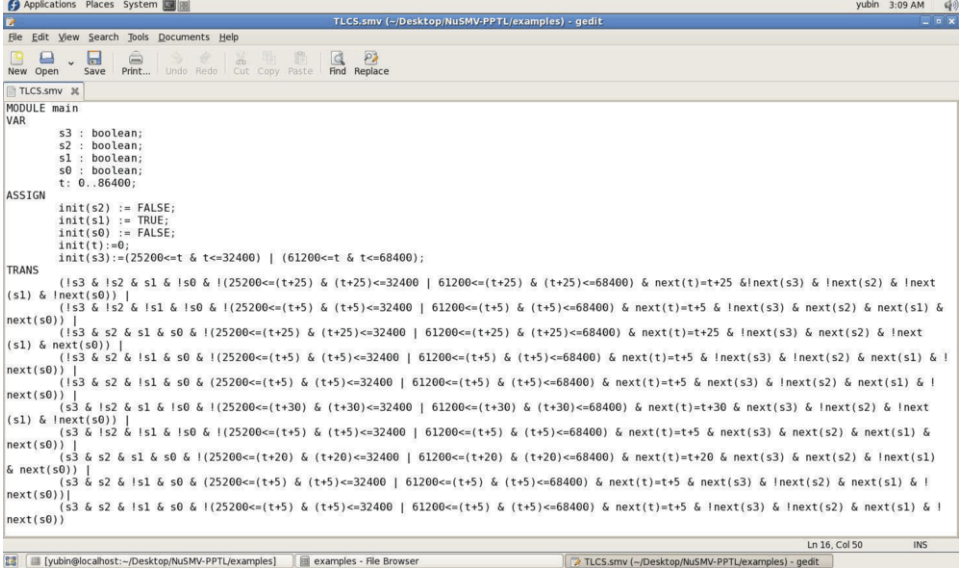 Applications Places System yubin 3:09 AM
TLCS.smv (~/Desktop/NuSMV-PPTL/examples) - gedit
File Edit View Search Tools Documents Help
New Open Save Print... Undo Redo Cut Copy Paste Find Replace
TLCS.smv
MODULE main
VAR
s3 : boolean;
s2 : boolean;
s1 : boolean;
s0 : boolean;
t: 0..86400;
ASSIGN
init(s2) := FALSE;
init(s1) := TRUE;
init(s0) := FALSE;
init(t):=0;
init(s3):=(25200<=t & t<=32400) | (61200<=t & t<=68400);
TRANS
(!s3 & !s2 & s1 & !s0 & !(25200<=(t+25) & (t+25)<=32400 | 61200<=(t+25) & (t+25)<=68400) & next(t)=t+25 &!next(s3) & !next(s2) & !next
(s1) & !next(s0)) |
(!s3 & !s2 & !s1 & !s0 & !(25200<=(t+5) & (t+5)<=32400 | 61200<=(t+5) & (t+5)<=68400) & next(t)=t+5 & !next(s3) & next(s2) & next(s1) &
next(s0)) |
(!s3 & s2 & s1 & s0 & !(25200<=(t+25) & (t+25)<=32400 | 61200<=(t+25) & (t+25)<=68400) & next(t)=t+25 & !next(s3) & next(s2) & !next
(s1) & next(s0)) |
(!s3 & s2 & !s1 & s0 & !(25200<=(t+5) & (t+5)<=32400 | 61200<=(t+5) & (t+5)<=68400) & next(t)=t+5 & !next(s3) & !next(s2) & next(s1) & !
next(s0)) |
(!s3 & s2 & !s1 & s0 & (25200<=(t+5) & (t+5)<=32400 | 61200<=(t+5) & (t+5)<=68400) & next(t)=t+5 & next(s3) & !next(s2) & next(s1) & !
next(s0)) |
(s3 & !s2 & s1 & !s0 & !(25200<=(t+30) & (t+30)<=32400 | 61200<=(t+30) & (t+30)<=68400) & next(t)=t+30 & next(s3) & !next(s2) & !next
(s1) & !next(s0)) |
(s3 & !s2 & !s1 & !s0 & !(25200<=(t+5) & (t+5)<=32400 | 61200<=(t+5) & (t+5)<=68400) & next(t)=t+5 & next(s3) & next(s2) & next(s1) &
next(s0)) |
(s3 & s2 & s1 & s0 & !(25200<=(t+20) & (t+20)<=32400 | 61200<=(t+20) & (t+20)<=68400) & next(t)=t+20 & next(s3) & next(s2) & !next(s1)
& next(s0)) |
(s3 & s2 & !s1 & s0 & (25200<=(t+5) & (t+5)<=32400 | 61200<=(t+5) & (t+5)<=68400) & next(t)=t+5 & next(s3) & !next(s2) & next(s1) & !
next(s0))|
(s3 & s2 & !s1 & s0 & !(25200<=(t+5) & (t+5)<=32400 | 61200<=(t+5) & (t+5)<=68400) & next(t)=t+5 & !next(s3) & !next(s2) & next(s1) & !
next(s0))
Ln 16, Col 50 INS
[yubin@localhost:~/Desktop/NuSMV-PPTL/examples] examples - File Browser TLCS.smv (~/Desktop/NuSMV-PPTL/examples) - gedit